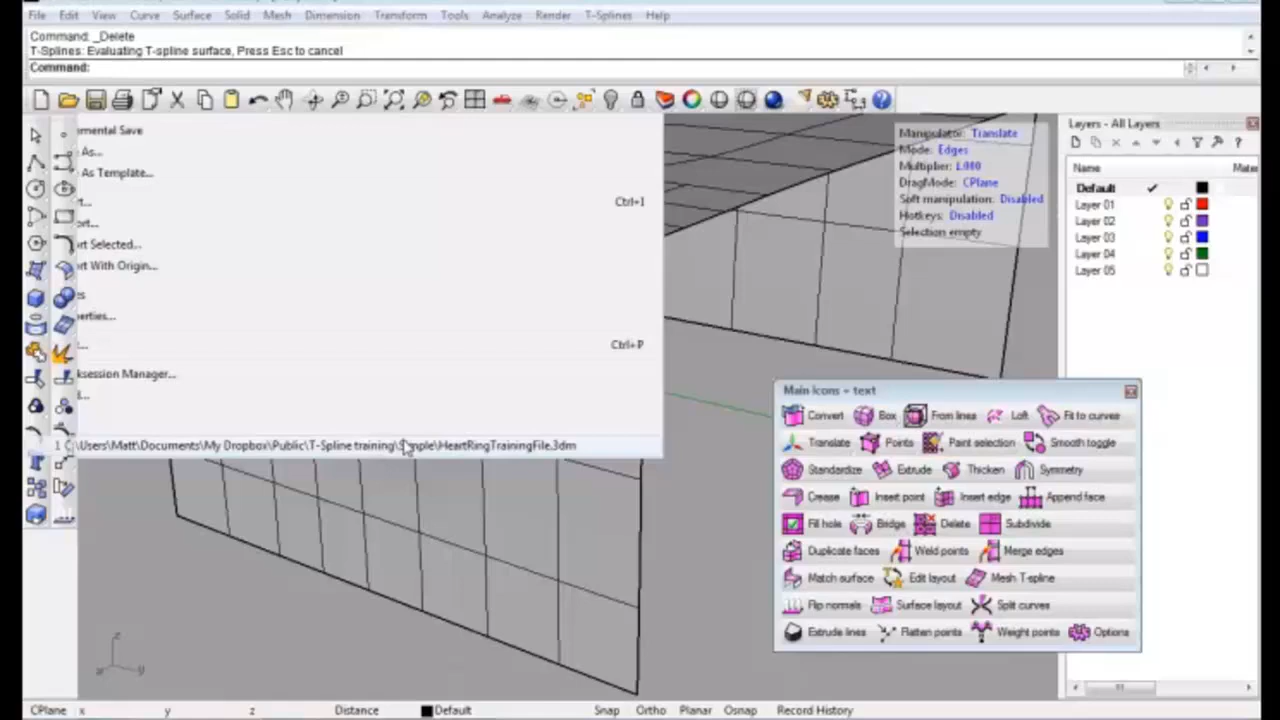 File Edit View Curve Surface Solid Mesh Dimension Transform Tools Analyze Render T-Splines Help
Command: _Delete
T-Splines: Evaluating T-spline surface, Press Esc to cancel
Command:
emental Save
As...
As Template...
Ctrl+I
rt Selected...
rt With Origin...
erties...
Ctrl+P
ksession Manager...
1 C:\Users\Matt\Documents\My Dropbox\Public\T-Spline training\Sample\HeartRingTrainingFile.3dm
Manipulator: Translate
Mode: Edges
Multiplier: 1.000
DragMode: CPlane
Soft manipulation: Disabled
Hotkeys: Disabled
Selection empty
Layers - All Layers
Name Mate
Default
Layer 01
Layer 02
Layer 03
Layer 04
Layer 05
Main Icons - text
Convert Box From lines Loft Fit to curves
Translate Points Paint selection Smooth toggle
Standardize Extrude Thicken Symmetry
Crease Insert point Insert edge Append face
Fill hole Bridge Delete Subdivide
Duplicate faces Weld points Merge edges
Match surface Edit layout Mesh T-spline
Flip normals Surface layout Split curves
Extrude lines Flatten points Weight points Options
z
x y
CPlane x y z Distance Default Snap Ortho Planar Osnap Record History